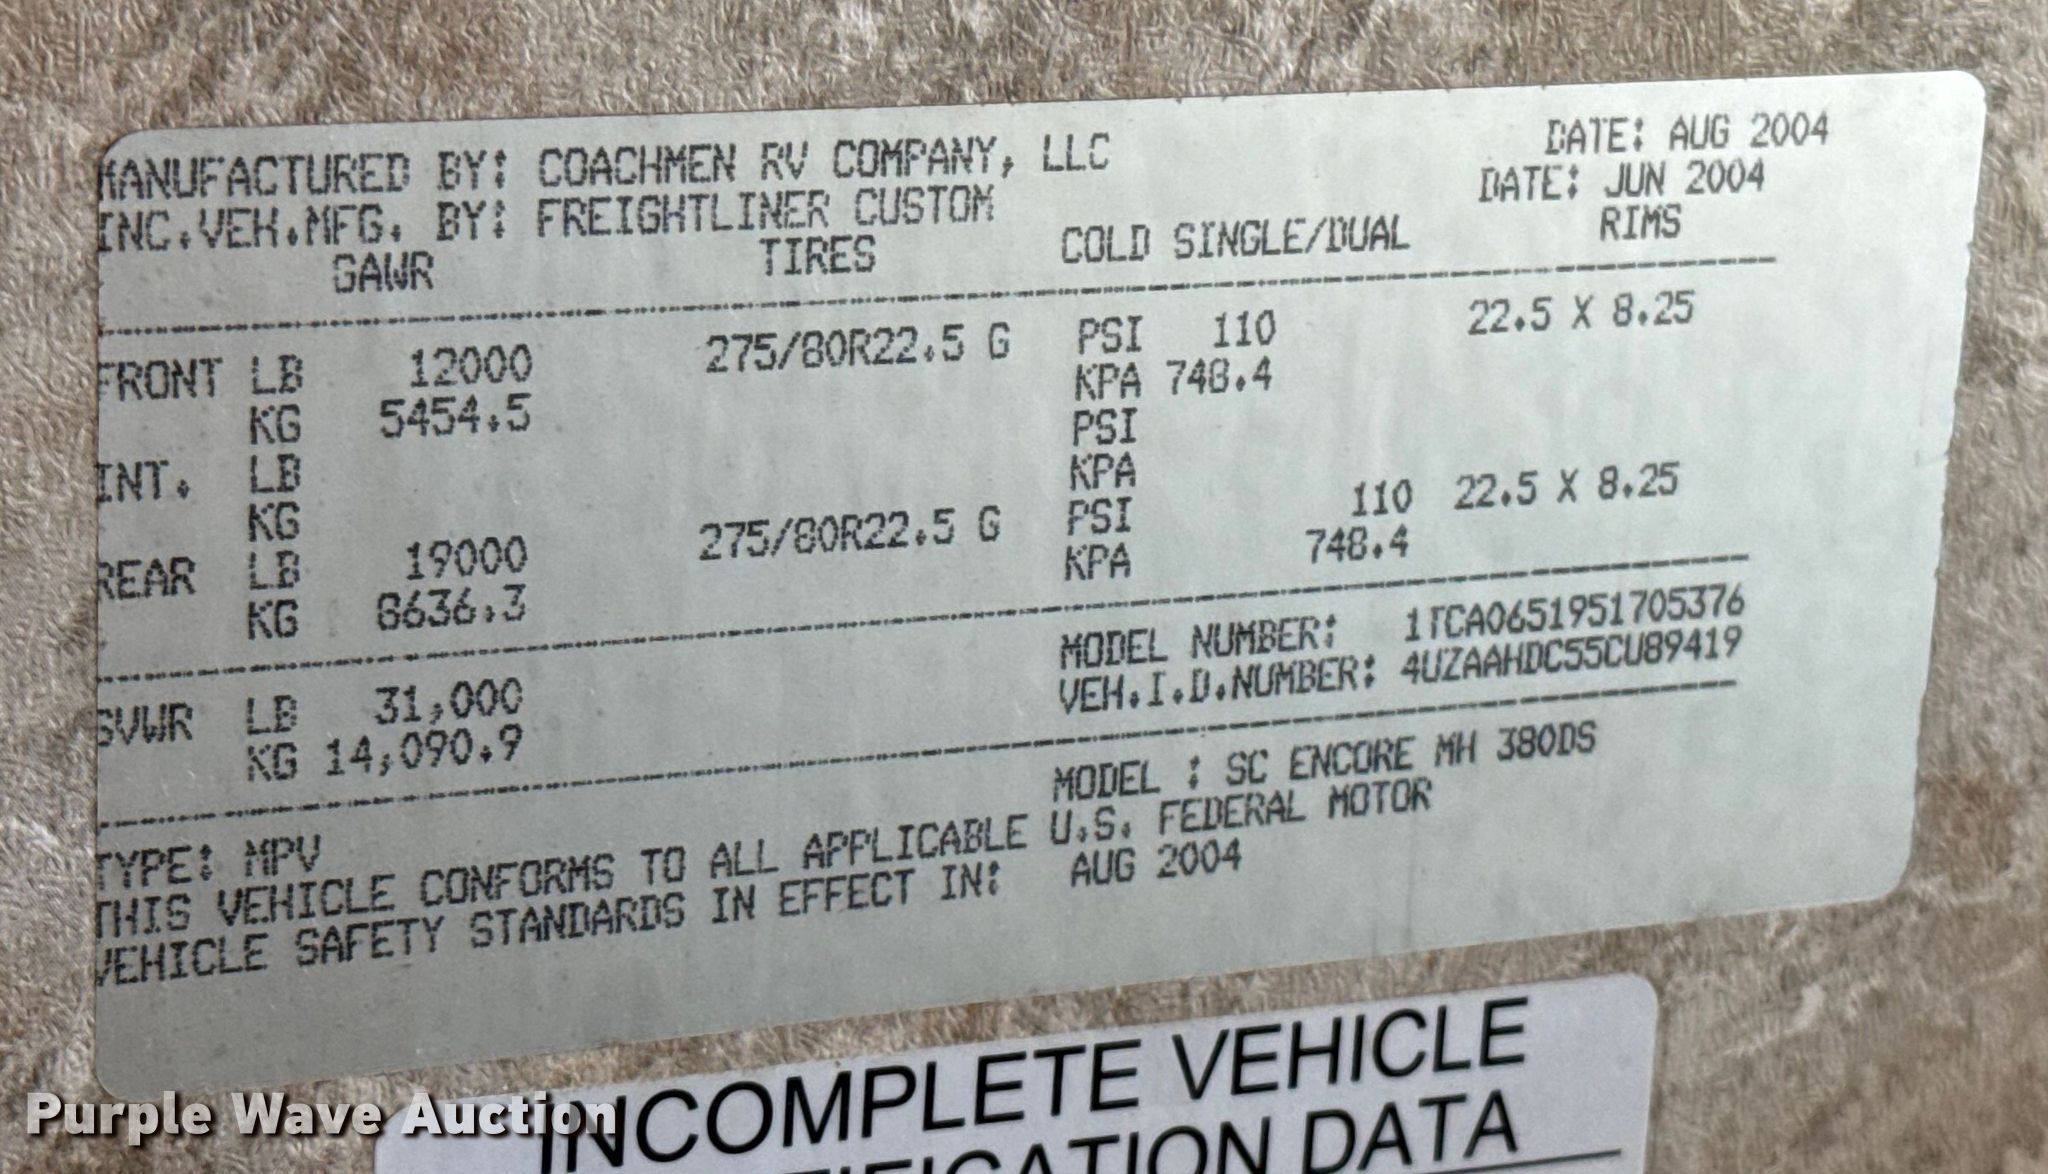 MANUFACTURED BY: COACHMEN RV COMPANY, LLC DATE: AUG 2004
INC.VEH.MFG. BY: FREIGHTLINER CUSTOM DATE: JUN 2004
GAWR TIRES COLD SINGLE/DUAL RIMS
FRONT LB 12000 275/80R22.5 G PSI 110 22.5 X 8.25
KG 5454.5 KPA 748.4
INT. LB PSI
KG KPA
REAR LB 19000 275/80R22.5 G PSI 110 22.5 X 8.25
KG 8636.3 KPA 748.4
GVWR LB 31,000 MODEL NUMBER: 1TCA0651951705376
KG 14,090.9 VEH.I.D.NUMBER: 4UZAAHDC55CU89419
TYPE: MPV MODEL : SC ENCORE MH 380DS
THIS VEHICLE CONFORMS TO ALL APPLICABLE U.S. FEDERAL MOTOR
VEHICLE SAFETY STANDARDS IN EFFECT IN: AUG 2004
INCOMPLETE VEHICLE
DATA
Purple Wave Auction